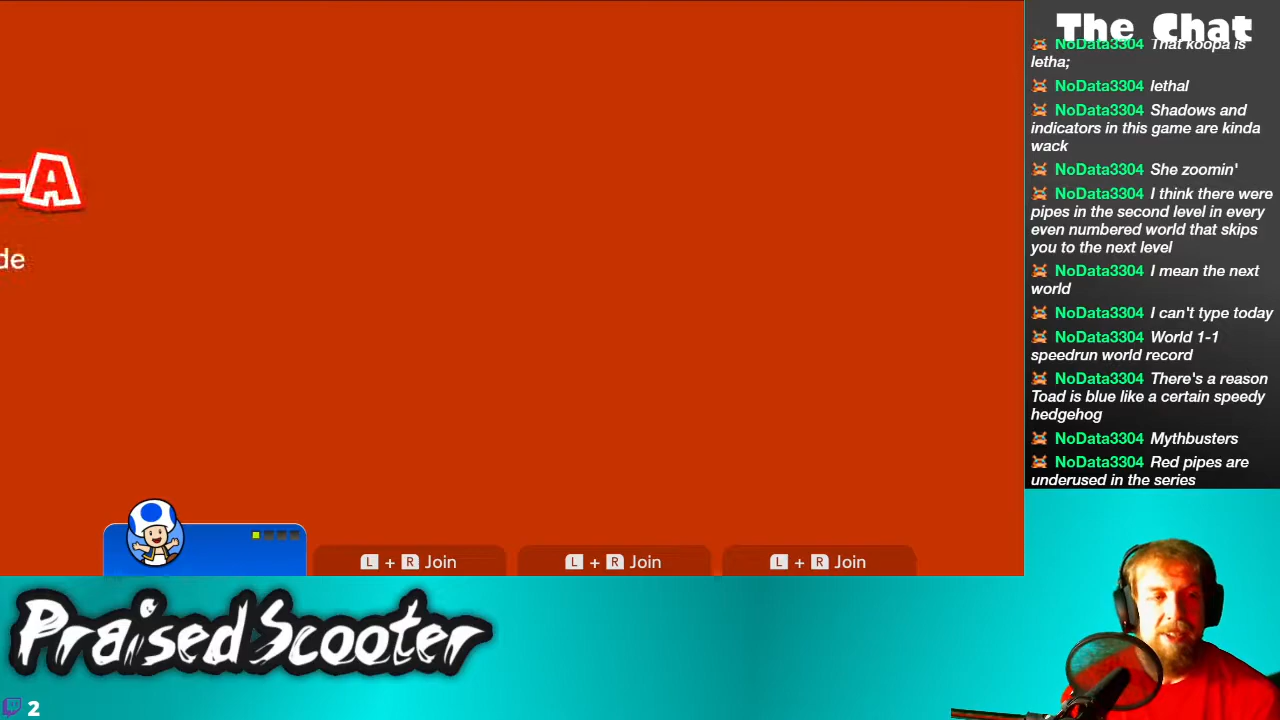 The Chat
NoData3304 That koopa is
letha;
NoData3304 lethal
NoData3304 Shadows and
indicators in this game are kinda
wack
NoData3304 She zoomin'
NoData3304 I think there were
pipes in the second level in every
even numbered world that skips
you to the next level
NoData3304 I mean the next
world
NoData3304 I can't type today
NoData3304 World 1-1
speedrun world record
NoData3304 There's a reason
Toad is blue like a certain speedy
hedgehog
NoData3304 Mythbusters
NoData3304 Red pipes are
underused in the series
-A
de
L + R Join
L + R Join
L + R Join
PraisedScooter
2